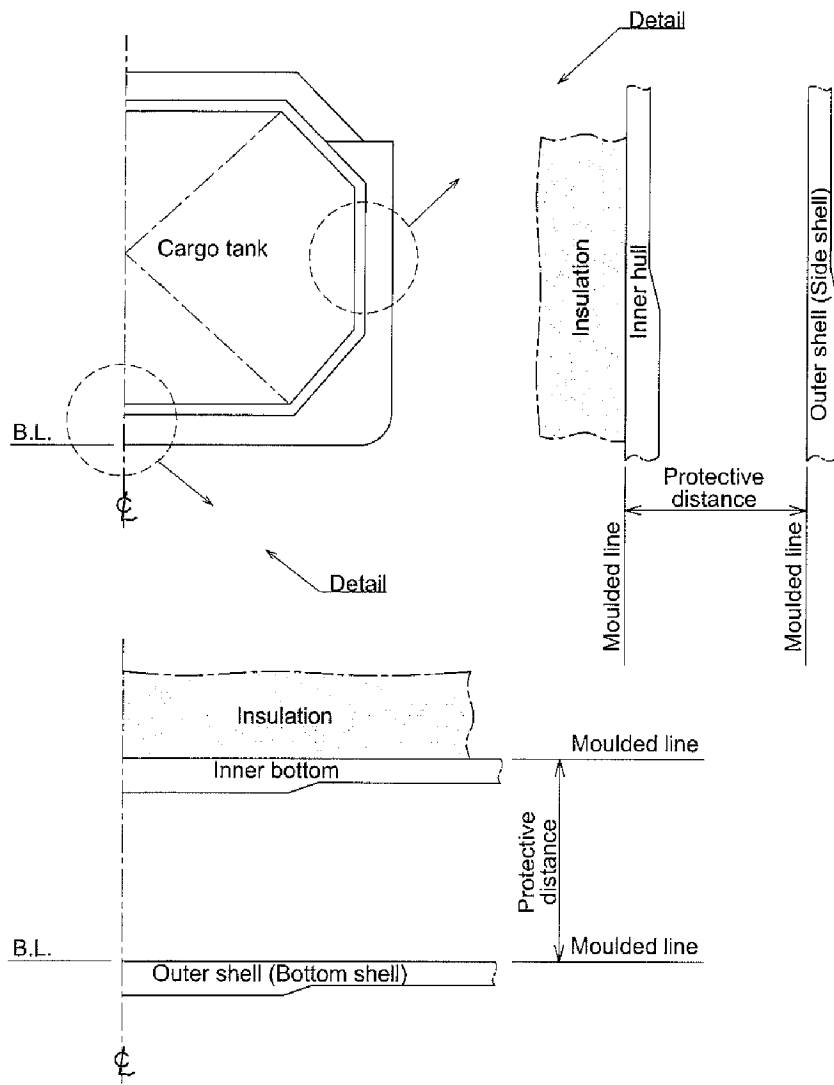 Detail
Cargo tank
B.L.
℄
Insulation
Inner hull
Outer shell (Side shell)
Protective
distance
Moulded line
Moulded line
Detail
Insulation
Inner bottom
Moulded line
Protective
distance
B.L.
Moulded line
Outer shell (Bottom shell)
℄